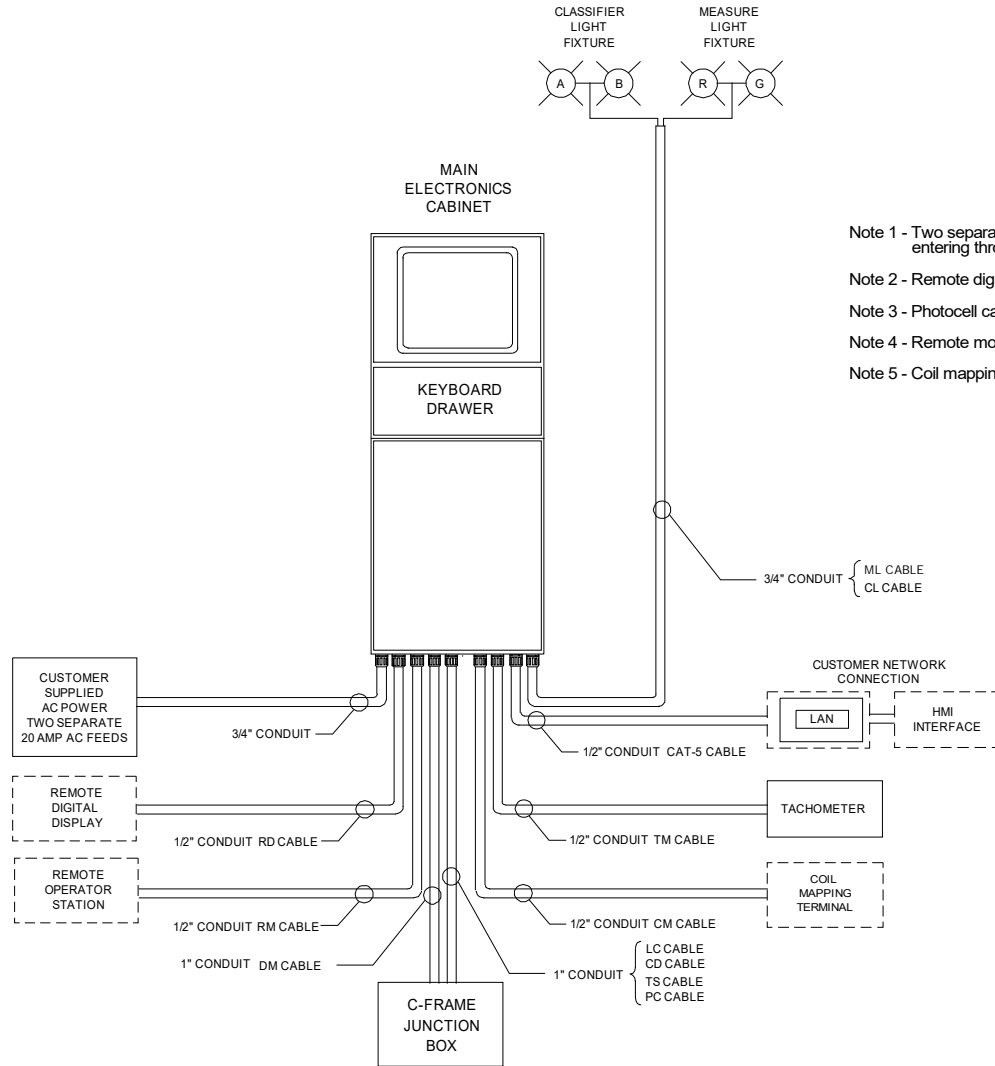 CLASSIFIER
LIGHT
FIXTURE
MEASURE
LIGHT
FIXTURE
A
B
R
G
MAIN
ELECTRONICS
CABINET
Note 1 - Two separa
entering thro
Note 2 - Remote dig
Note 3 - Photocell ca
Note 4 - Remote mo
Note 5 - Coil mappin
KEYBOARD
DRAWER
3/4" CONDUIT
ML CABLE
CL CABLE
CUSTOMER
SUPPLIED
AC POWER
TWO SEPARATE
20 AMP AC FEEDS
3/4" CONDUIT
CUSTOMER NETWORK
CONNECTION
LAN
HMI
INTERFACE
1/2" CONDUIT CAT-5 CABLE
REMOTE
DIGITAL
DISPLAY
1/2" CONDUIT RD CABLE
TACHOMETER
1/2" CONDUIT TM CABLE
REMOTE
OPERATOR
STATION
1/2" CONDUIT RM CABLE
COIL
MAPPING
TERMINAL
1/2" CONDUIT CM CABLE
1" CONDUIT DM CABLE
1" CONDUIT
LC CABLE
CD CABLE
TS CABLE
PC CABLE
C-FRAME
JUNCTION
BOX